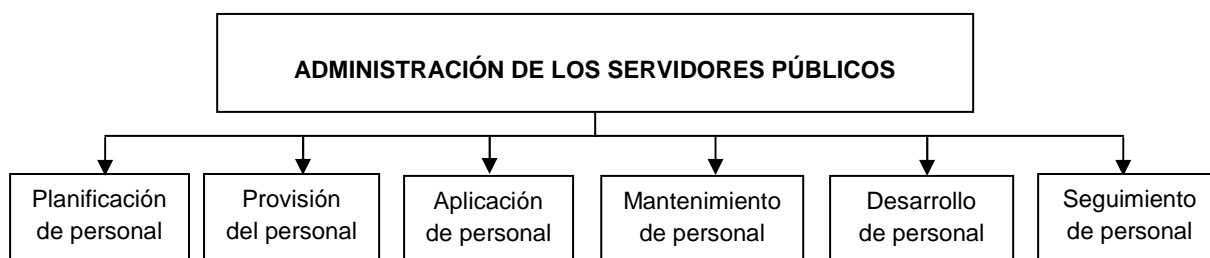 ADMINISTRACIÓN DE LOS SERVIDORES PÚBLICOS
Planificación
de personal
Provisión
del personal
Aplicación
de personal
Mantenimiento
de personal
Desarrollo
de personal
Seguimiento
de personal